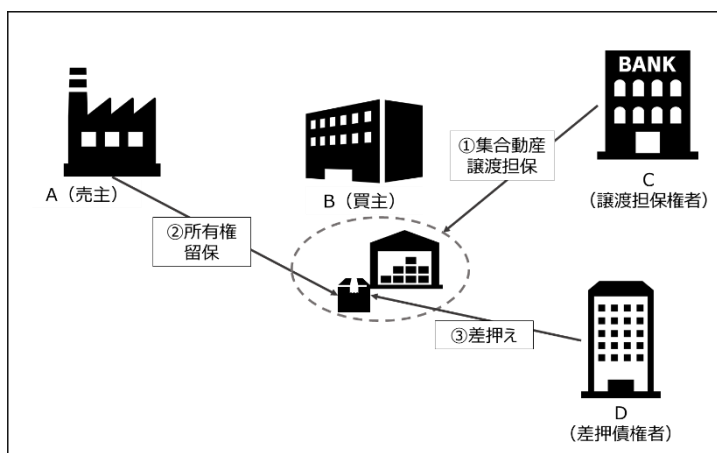 BANK
A（売主）
B（買主）
①集合動産
譲渡担保
C
（譲渡担保権者）
②所有権
留保
③差押え
D
（差押債権者）